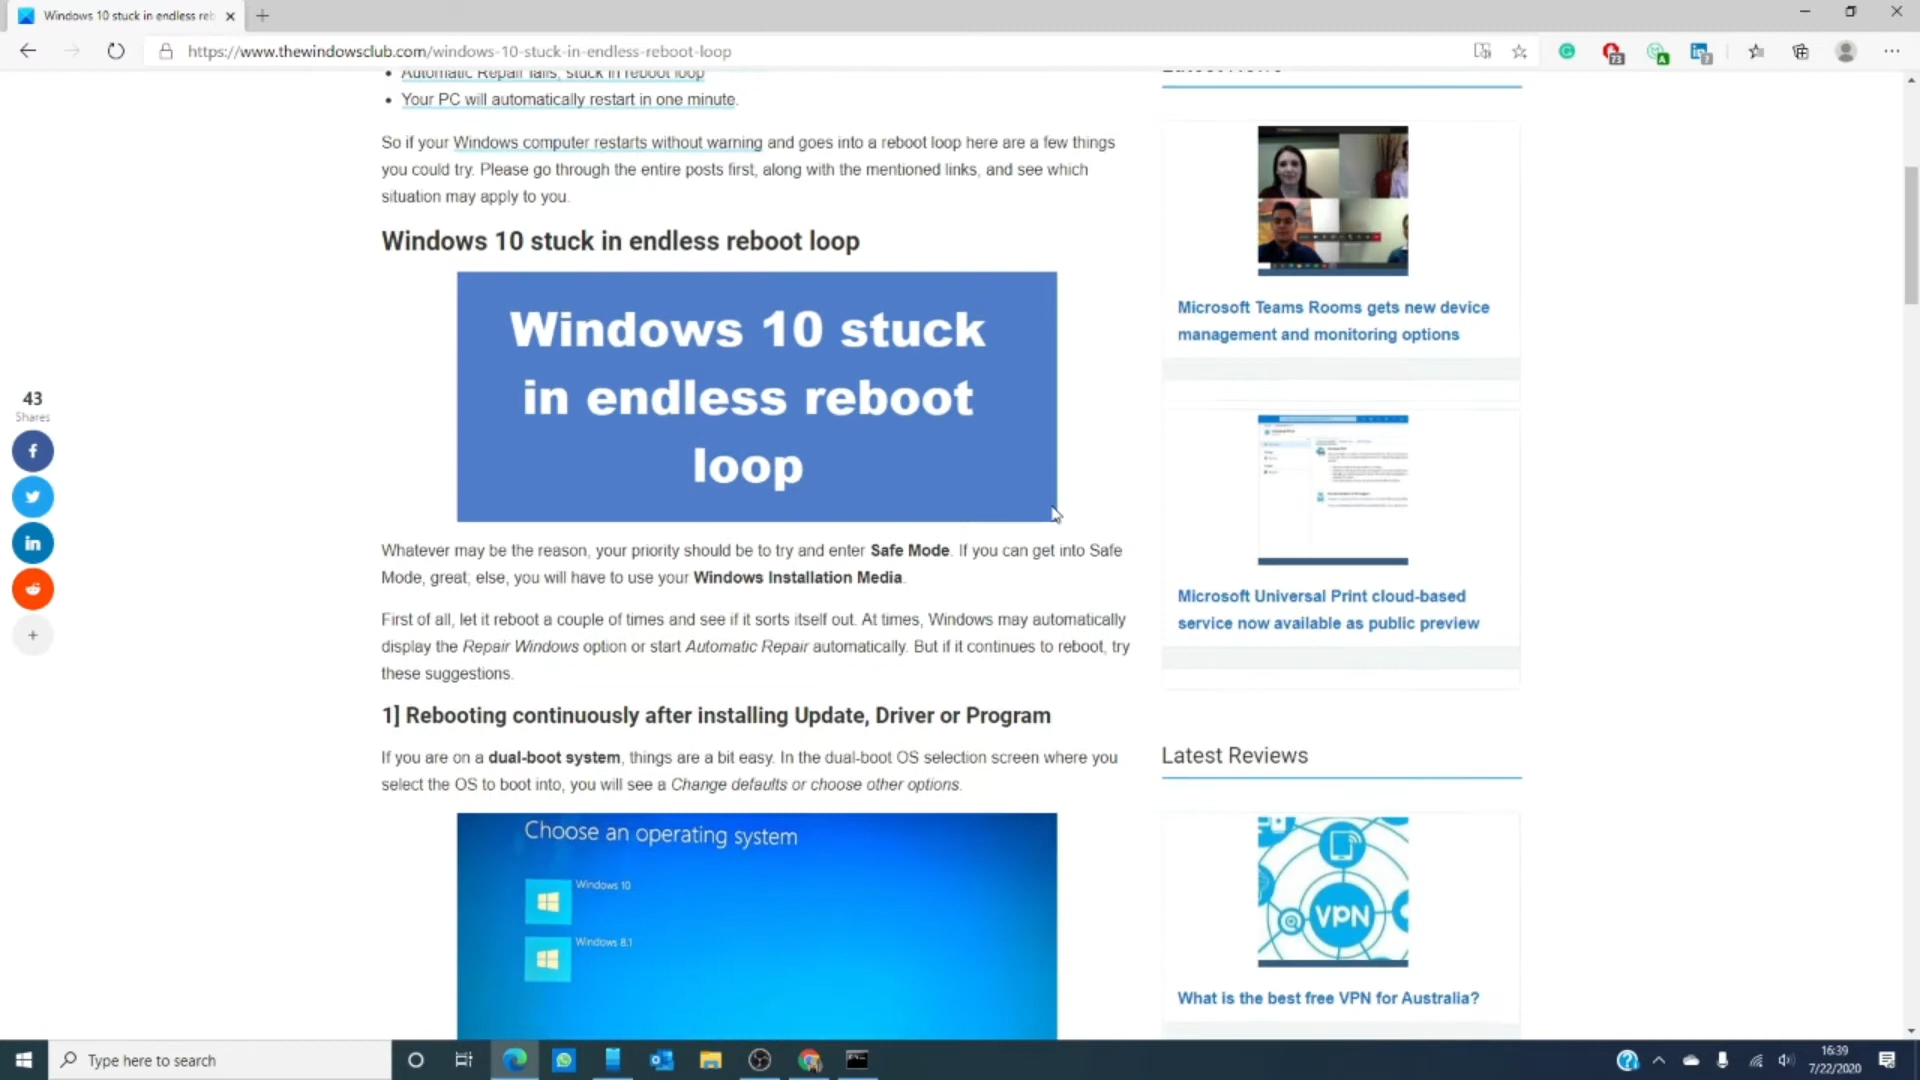 Windows 10 stuck in endless reb
https://www.thewindowsclub.com/windows-10-stuck-in-endless-reboot-loop
73
A
7
Automatic Repair fails, stuck in reboot loop
Your PC will automatically restart in one minute.
So if your Windows computer restarts without warning and goes into a reboot loop here are a few things
you could try. Please go through the entire posts first, along with the mentioned links, and see which
situation may apply to you.
Windows 10 stuck in endless reboot loop
Windows 10 stuck
in endless reboot
loop
Whatever may be the reason, your priority should be to try and enter Safe Mode. If you can get into Safe
Mode, great; else, you will have to use your Windows Installation Media.
First of all, let it reboot a couple of times and see if it sorts itself out. At times, Windows may automatically
display the Repair Windows option or start Automatic Repair automatically. But if it continues to reboot, try
these suggestions.
1] Rebooting continuously after installing Update, Driver or Program
If you are on a dual-boot system, things are a bit easy. In the dual-boot OS selection screen where you
select the OS to boot into, you will see a Change defaults or choose other options.
Choose an operating system
Windows 10
Windows 8.1
43
Shares
Latest News
Microsoft Teams Rooms gets new device
management and monitoring options
Microsoft Universal Print cloud-based
service now available as public preview
Latest Reviews
VPN
What is the best free VPN for Australia?
Type here to search
16:39
7/22/2020